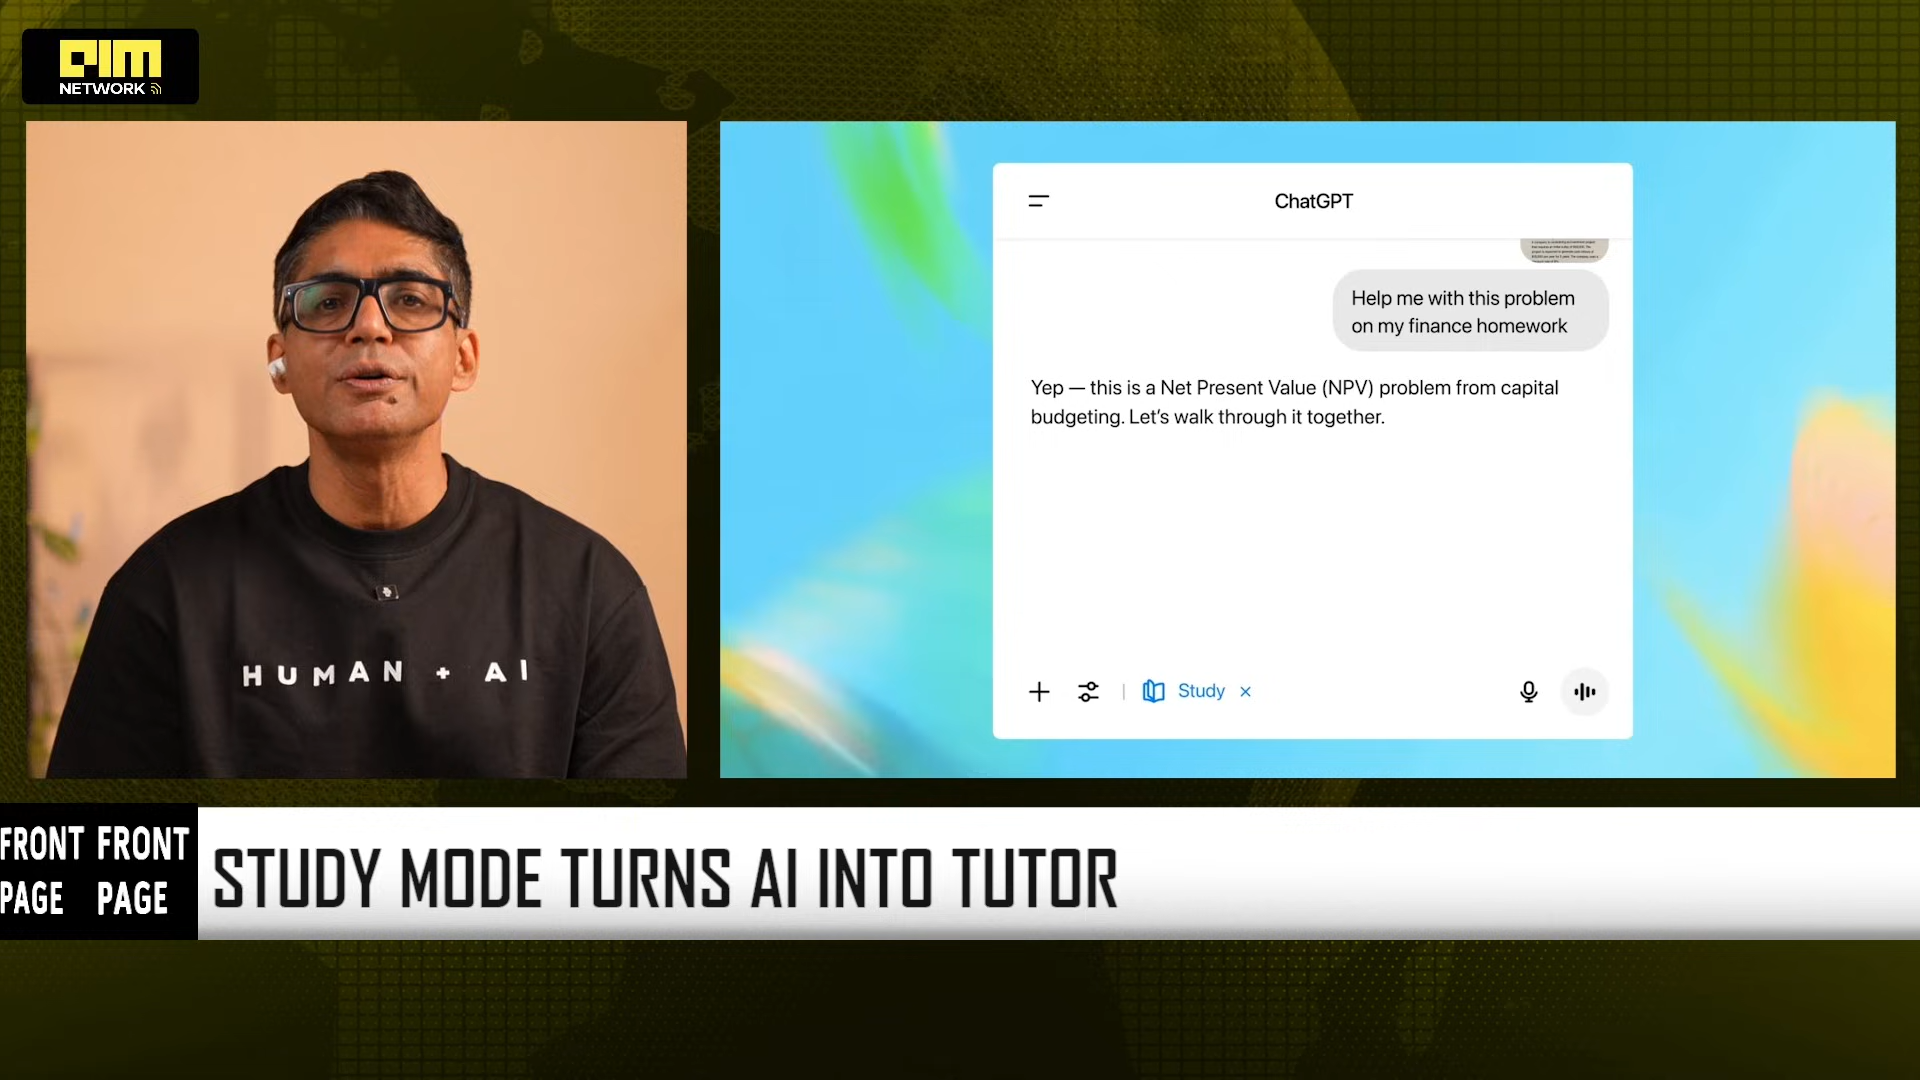 AIM
NETWORK
HUMAN + AI
ChatGPT
Help me with this problem
on my finance homework
Yep — this is a Net Present Value (NPV) problem from capital
budgeting. Let's walk through it together.
Study
FRONT FRONT
PAGE PAGE
STUDY MODE TURNS AI INTO TUTOR